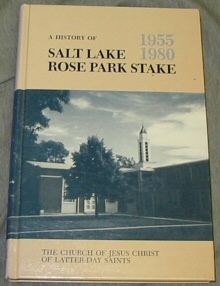 A HISTORY OF
1955
1980
SALT LAKE
ROSE PARK STAKE
THE CHURCH OF JESUS CHRIST
OF LATTER-DAY SAINTS